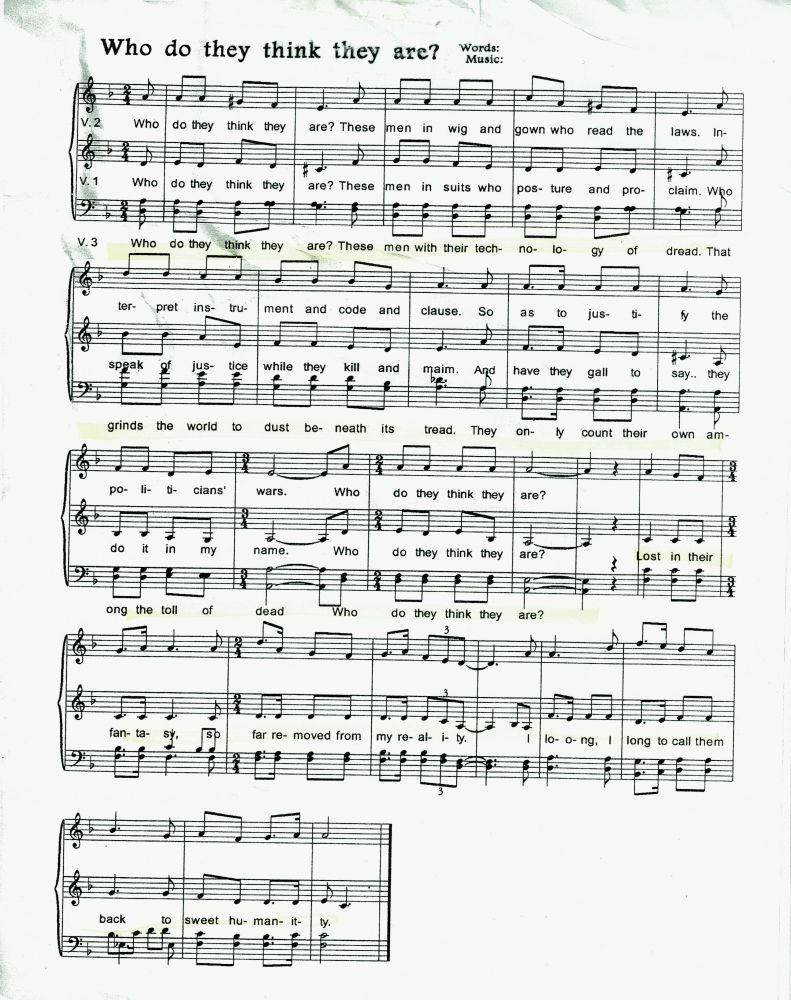 Who do they think they are? Words:
Music:
V.2 Who do they think they are? These men in wig and gown who read the laws. In-
V.1 Who do they think they are? These men in suits who pos- ture and pro- claim. Who
V.3 Who do they think they are? These men with their tech- no- lo- gy of dread. That
ter- pret ins- tru- ment and code and clause. So as to jus- ti- fy the
speak of jus- tice while they kill and maim. And have they gall to say.. they
grinds the world to dust be- neath its tread. They on- ly count their own am-
po- li- ti- cians' wars. Who do they think they are?
do it in my name. Who do they think they are? Lost in their
ong the toll of dead Who do they think they are?
3
3
fan- ta- sy, so far re- moved from my re- al- i- ty. I lo- o- ng, I long to call them
3
back to sweet hu- man- it- ty.